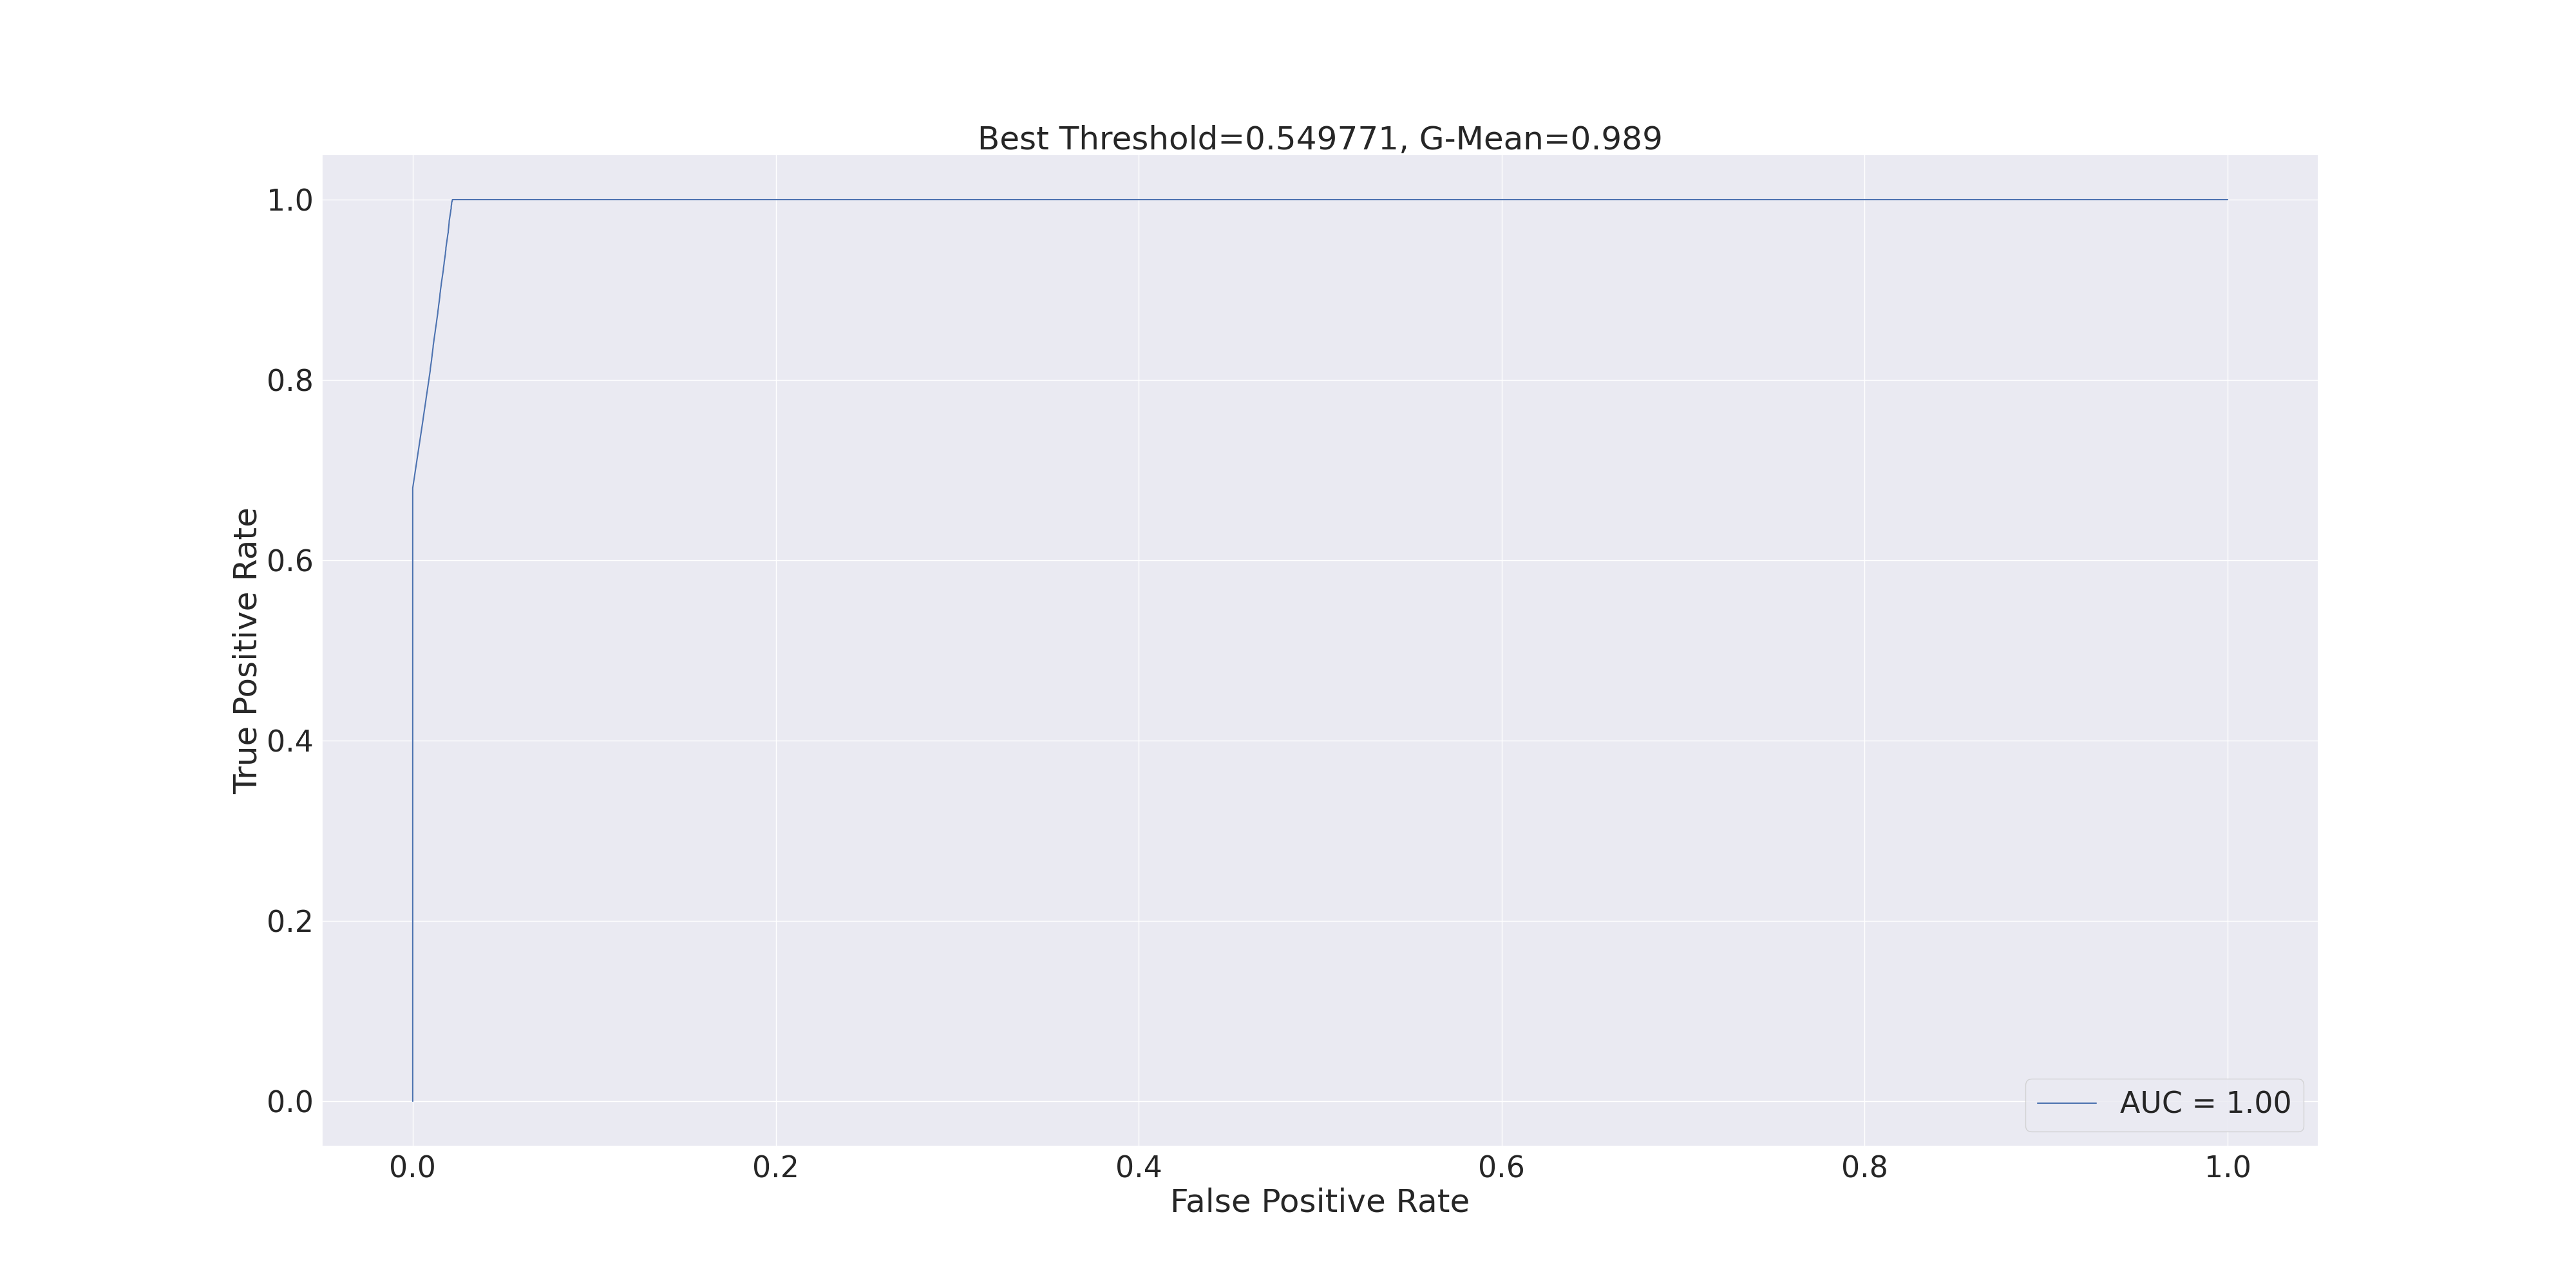 Best Threshold=0.549771, G-Mean=0.989
1.0
0.8
0.6
0.4
0.2
0.0
True Positive Rate
0.0 0.2 0.4 0.6 0.8 1.0
False Positive Rate
AUC = 1.00